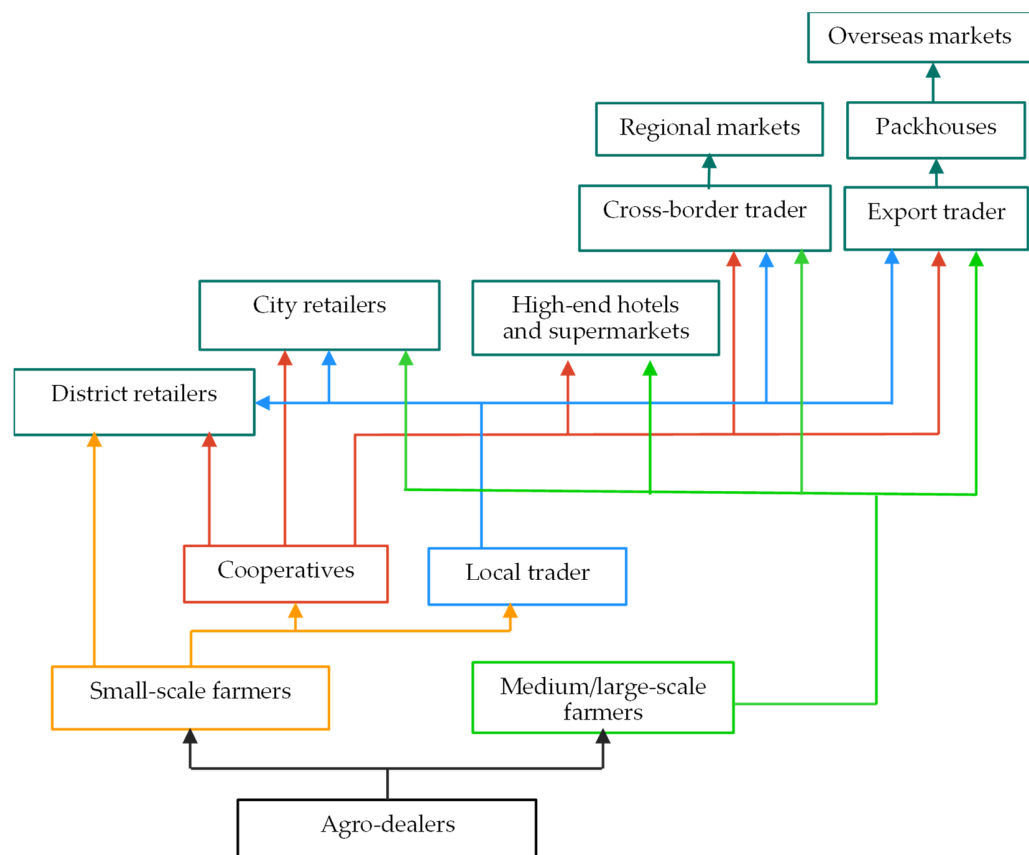 Overseas markets
Regional markets
Packhouses
Cross-border trader
Export trader
City retailers
High-end hotels
and supermarkets
District retailers
Cooperatives
Local trader
Small-scale farmers
Medium/large-scale
farmers
Agro-dealers